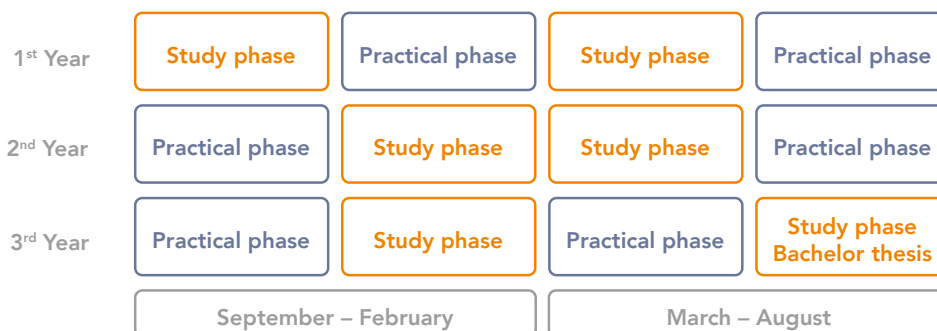 1st Year Study phase Practical phase Study phase Practical phase
2nd Year Practical phase Study phase Study phase Practical phase
3rd Year Practical phase Study phase Practical phase Study phase
Bachelor thesis
September – February March – August